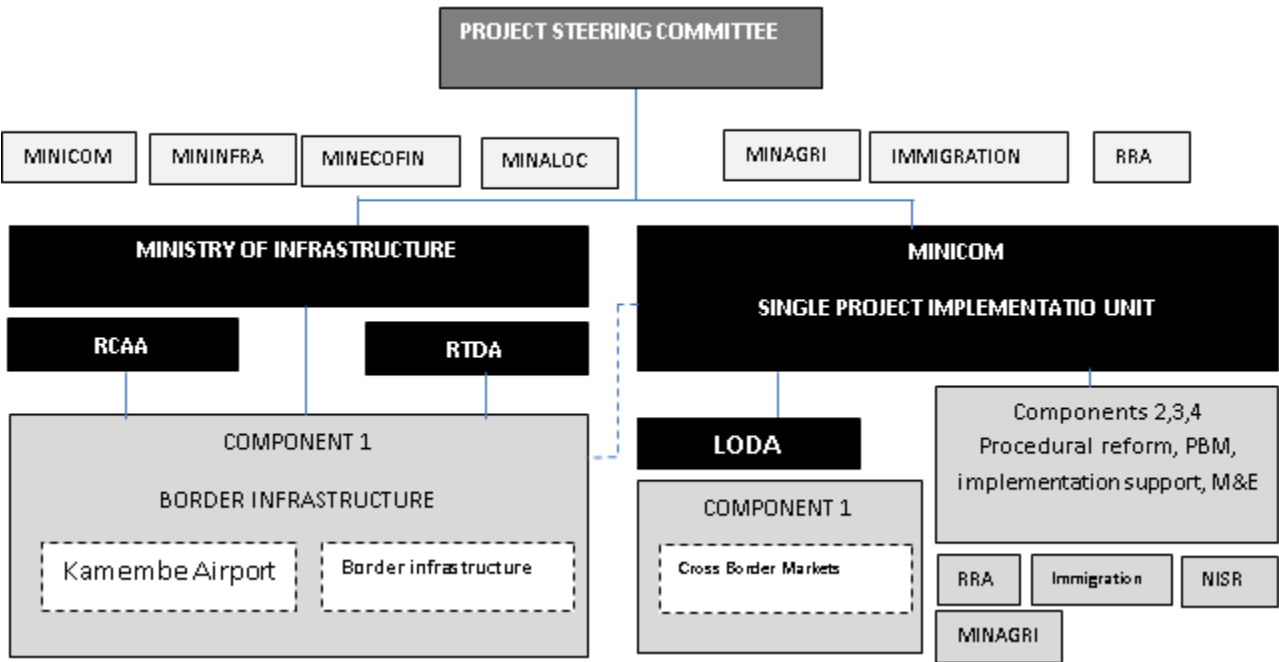 PROJECT STEERING COMMITTEE
MINICOM
MININFRA
MINECOFIN
MINALOC
MINAGRI
IMMIGRATION
RRA
MINISTRY OF INFRASTRUCTURE
MINICOM
SINGLE PROJECT IMPLEMENTATIO UNIT
RCAA
RTDA
COMPONENT 1
BORDER INFRASTRUCTURE
Kamembe Airport
Border infrastructure
LODA
COMPONENT 1
Cross Border Markets
Components 2,3,4
Procedural reform, PBM,
implementation support, M&E
RRA
Immigration
NISR
MINAGRI